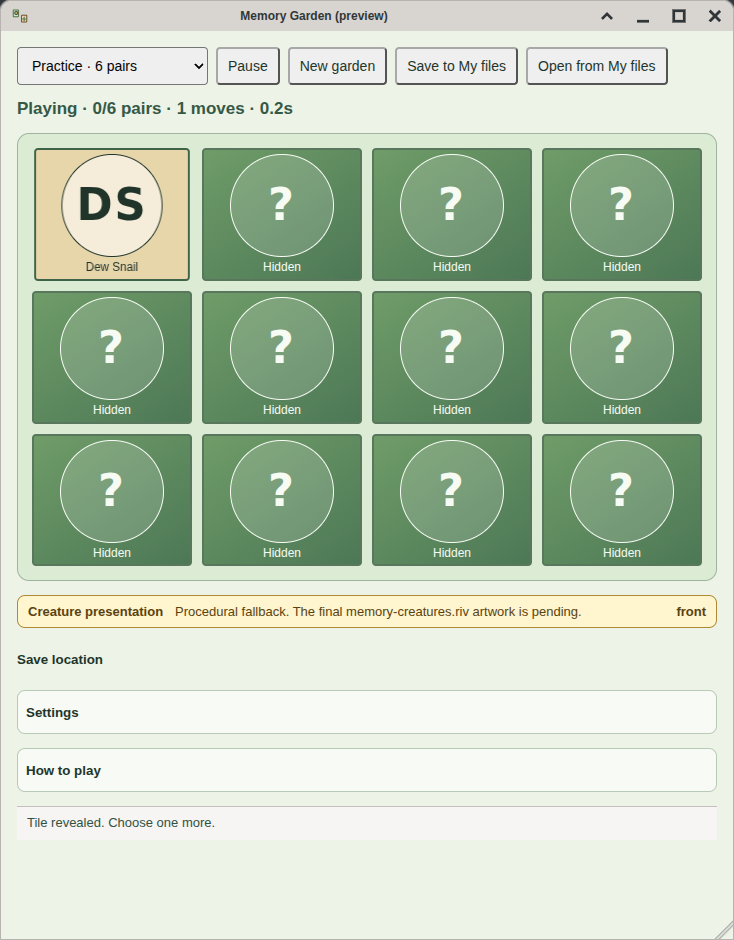 Memory Garden (preview)
Practice · 6 pairs Pause New garden Save to My files Open from My files
Playing · 0/6 pairs · 1 moves · 0.2s
DS ? ? ?
Dew Snail Hidden Hidden Hidden
? ? ? ?
Hidden Hidden Hidden Hidden
? ? ? ?
Hidden Hidden Hidden Hidden
Creature presentation Procedural fallback. The final memory-creatures.riv artwork is pending. front
Save location
Settings
How to play
Tile revealed. Choose one more.